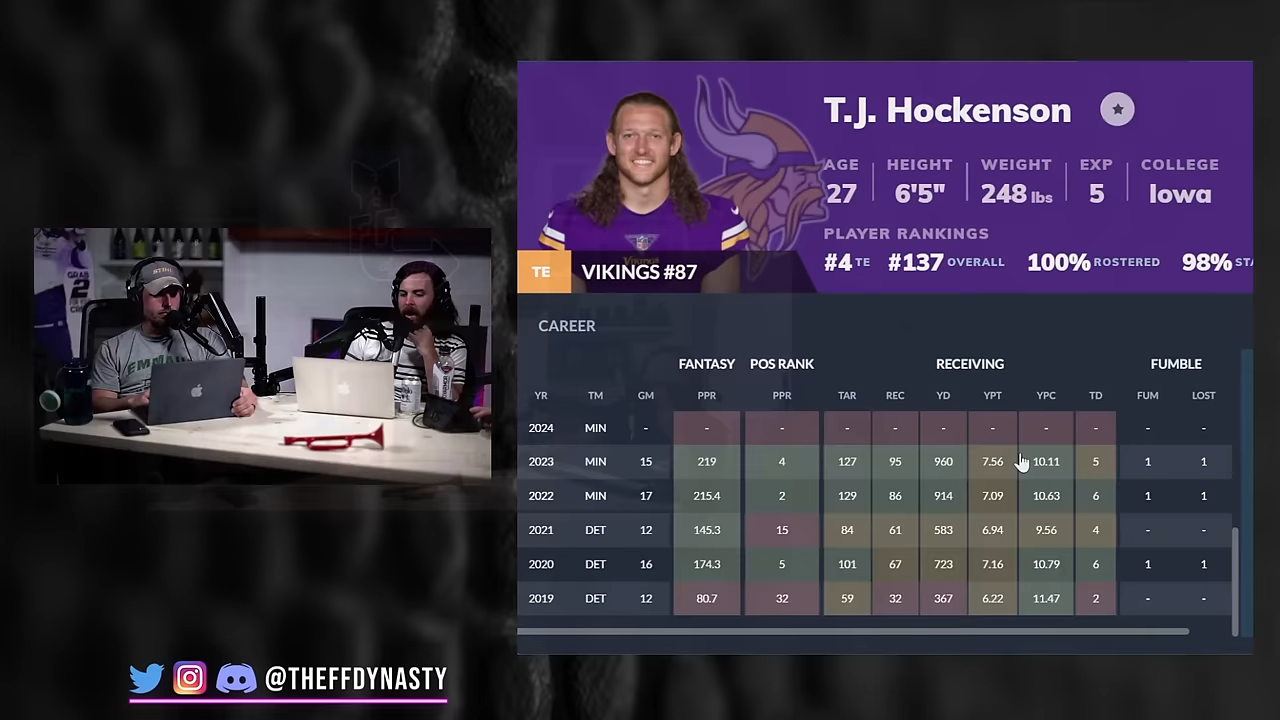 T.J. Hockenson
AGE HEIGHT WEIGHT EXP COLLEGE
27 6'5" 248 lbs 5 Iowa
PLAYER RANKINGS
#4 TE #137 OVERALL 100% ROSTERED 98% STA
TE VIKINGS #87
CAREER
FANTASY POS RANK RECEIVING FUMBLE
YR TM GM PPR PPR TAR REC YD YPT YPC TD FUM LOST
2024 MIN - - - - - - - - - - -
2023 MIN 15 219 4 127 95 960 7.56 10.11 5 1 1
2022 MIN 17 215.4 2 129 86 914 7.09 10.63 6 1 1
2021 DET 12 145.3 15 84 61 583 6.94 9.56 4 - -
2020 DET 16 174.3 5 101 67 723 7.16 10.79 6 1 1
2019 DET 12 80.7 32 59 32 367 6.22 11.47 2 - -
STIHL
@THEFFDYNASTY